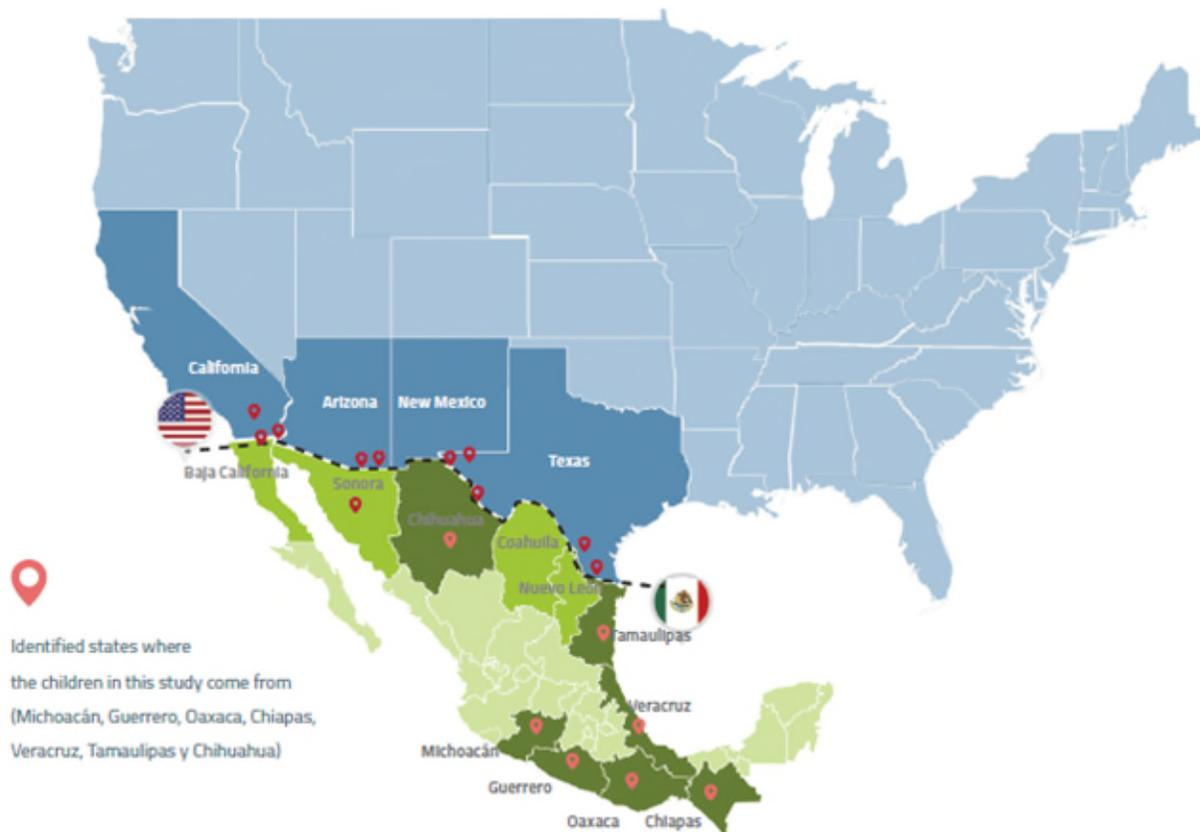 California
Arizona
New Mexico
Texas
Baja California
Sonora
Chihuahua
Coahuila
Nuevo León
Tamaulipas
Veracruz
Michoacán
Guerrero
Oaxaca
Chiapas
Identified states where
the children in this study come from
(Michoacán, Guerrero, Oaxaca, Chiapas,
Veracruz, Tamaulipas y Chihuahua)